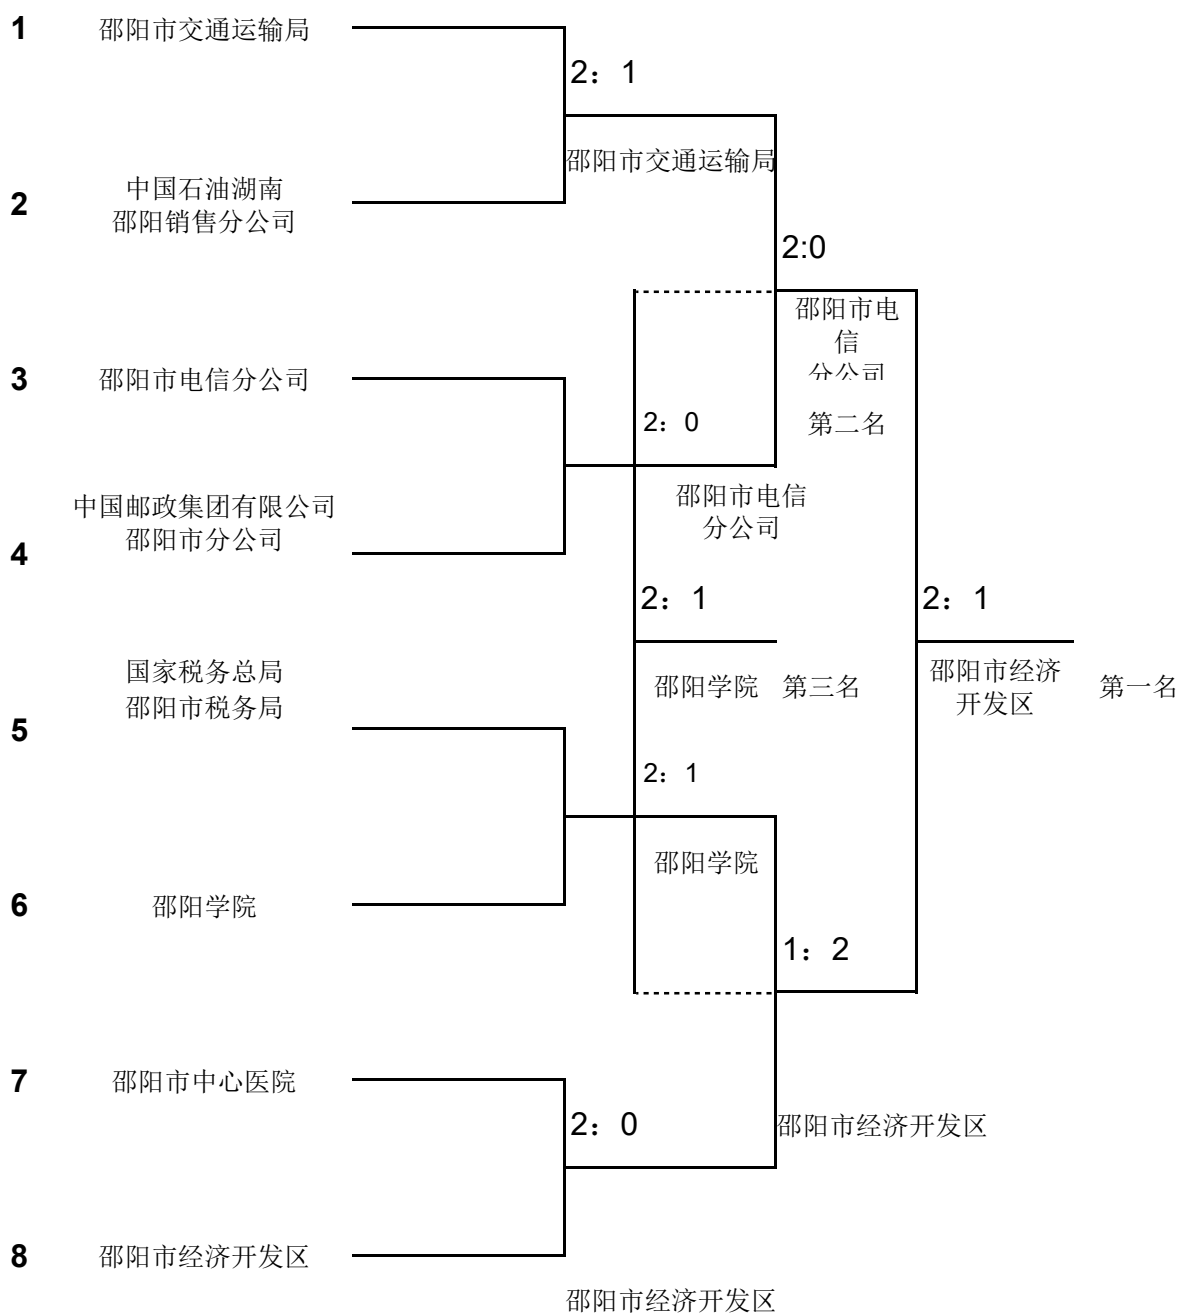 1
邵阳市交通运输局
2： 1
邵阳市交通运输局
2
中国石油湖南
邵阳销售分公司
2:0
邵阳市电
信
分公司
第二名
3
邵阳市电信分公司
2： 0
邵阳市电信
分公司
4
中国邮政集团有限公司
邵阳市分公司
2： 1
邵阳学院
第三名
2： 1
邵阳市经济
开发区
第一名
5
国家税务总局
邵阳市税务局
2： 1
邵阳学院
6
邵阳学院
1： 2
邵阳市经济开发区
7
邵阳市中心医院
2： 0
8
邵阳市经济开发区
邵阳市经济开发区